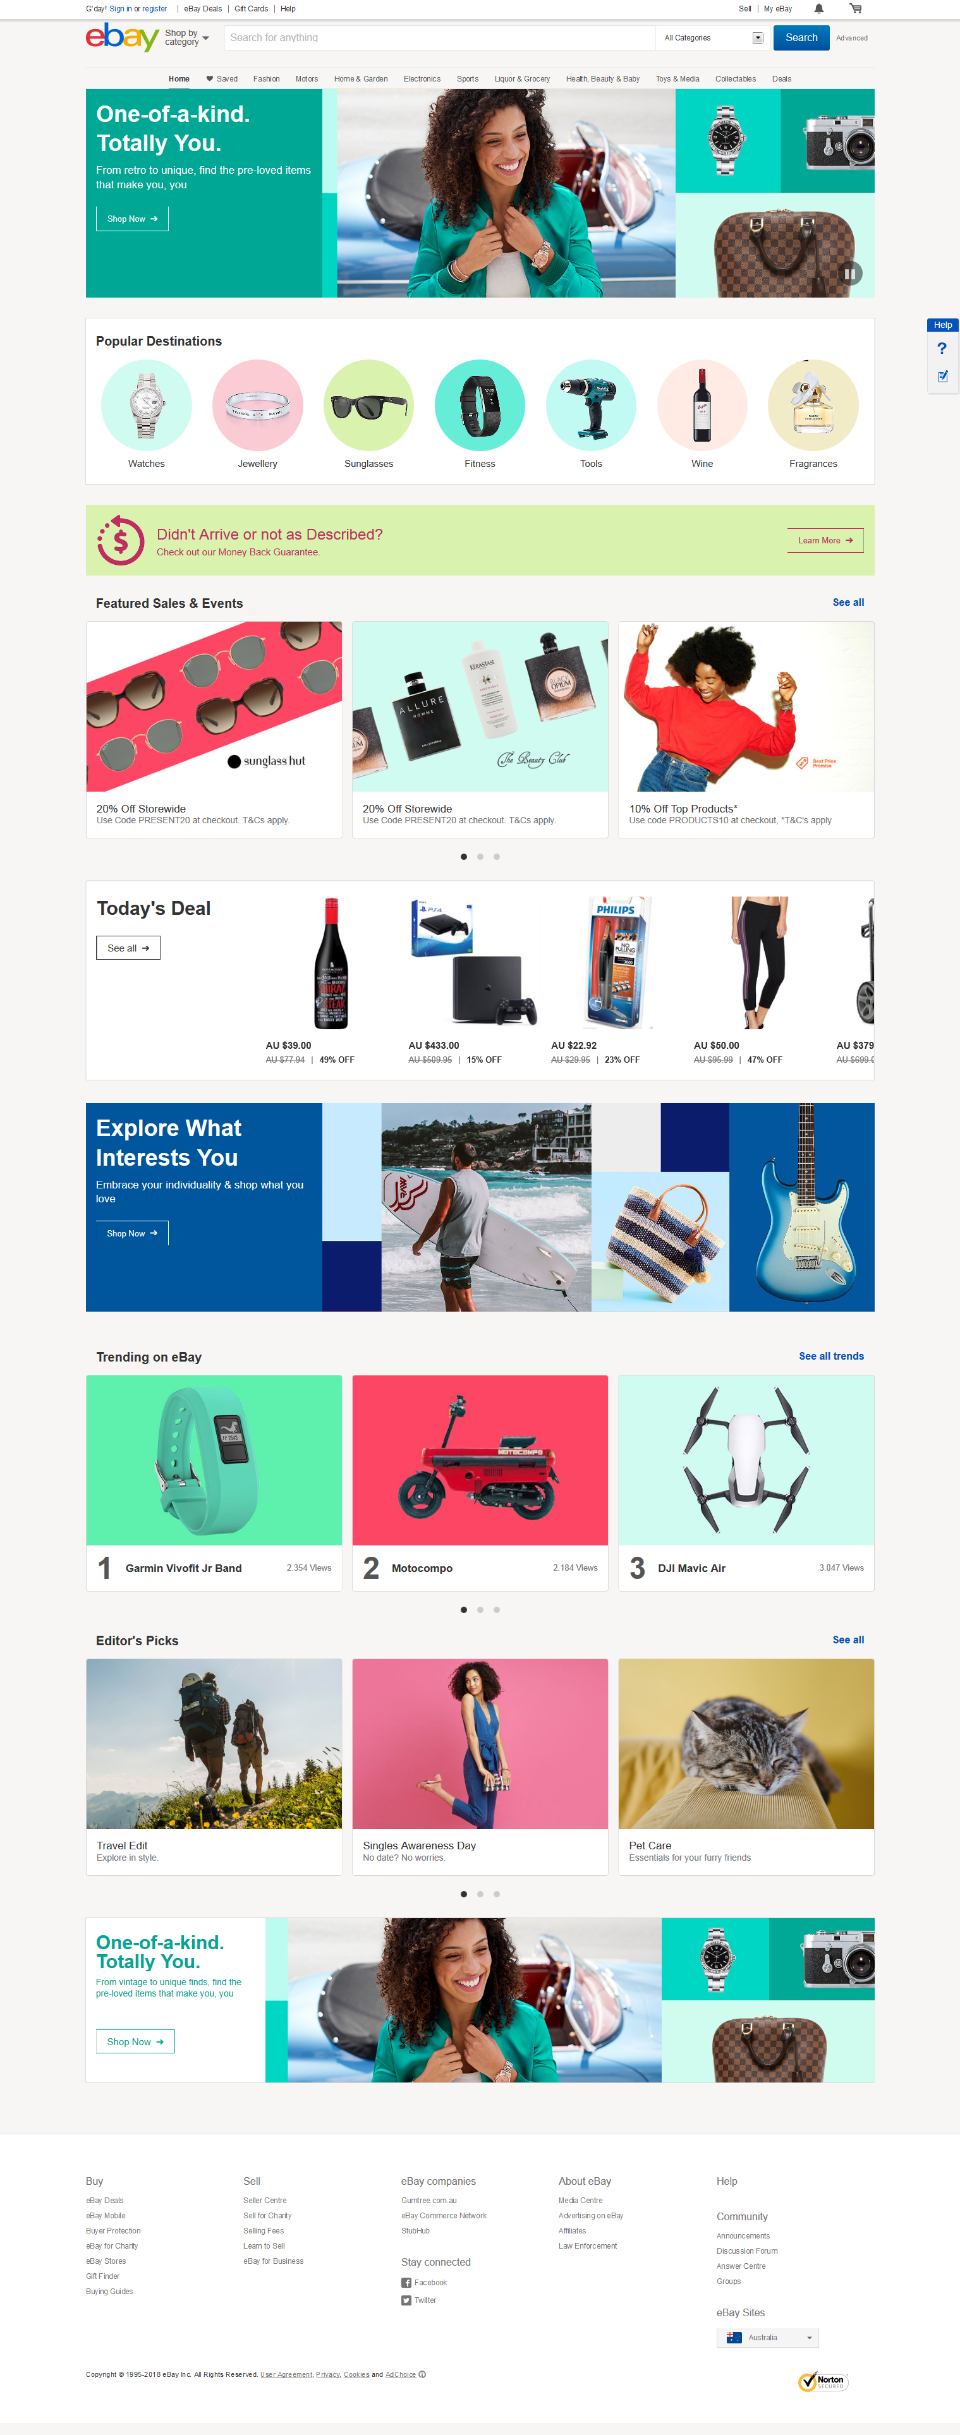 G'day! Sign in or register | eBay Deals | Gift Cards | Help
Sell | My eBay
ebay
Shop by category
Search for anything
All Categories
Search
Advanced
Home Saved Fashion Motors Home & Garden Electronics Sports Liquor & Grocery Health, Beauty & Baby Toys & Media Collectables Deals
One-of-a-kind.
Totally You.
From retro to unique, find the pre-loved items
that make you, you
Shop Now
Help
?
Popular Destinations
Watches Jewellery Sunglasses Fitness Tools Wine Fragrances
Didn't Arrive or not as Described?
Check out our Money Back Guarantee.
Learn More
Featured Sales & Events
See all
sunglass hut
ALLURE
HOMME
KERASTASE
BLACK
OPIUM
The Beauty Club
Best Price
Promise
20% Off Storewide
Use Code PRESENT20 at checkout. T&Cs apply.
20% Off Storewide
Use Code PRESENT20 at checkout. T&Cs apply.
10% Off Top Products*
Use code PRODUCTS10 at checkout, *T&C's apply
Today's Deal
See all
PS4
PHILIPS
NO
PULLING
AU $39.00
AU $77.94 | 49% OFF
AU $433.00
AU $509.95 | 15% OFF
AU $22.92
AU $29.95 | 23% OFF
AU $50.00
AU $95.99 | 47% OFF
AU $379
AU $699.0
Explore What
Interests You
Embrace your individuality & shop what you
love
Shop Now
Trending on eBay
See all trends
MOTOCOMPO
1 Garmin Vivofit Jr Band 2,354 Views
2 Motocompo 2,184 Views
3 DJI Mavic Air 3,047 Views
Editor's Picks
See all
Travel Edit
Explore in style.
Singles Awareness Day
No date? No worries.
Pet Care
Essentials for your furry friends
One-of-a-kind.
Totally You.
From vintage to unique finds, find the
pre-loved items that make you, you
Shop Now
Buy
eBay Deals
eBay Mobile
Buyer Protection
eBay for Charity
eBay Stores
Gift Finder
Buying Guides
Sell
Seller Centre
Sell for Charity
Selling Fees
Learn to Sell
eBay for Business
eBay companies
Gumtree.com.au
eBay Commerce Network
StubHub
Stay connected
Facebook
Twitter
About eBay
Media Centre
Advertising on eBay
Affiliates
Law Enforcement
Help
Community
Announcements
Discussion Forum
Answer Centre
Groups
eBay Sites
Australia
Copyright © 1995-2018 eBay Inc. All Rights Reserved. User Agreement, Privacy, Cookies and AdChoice
Norton
SECURED